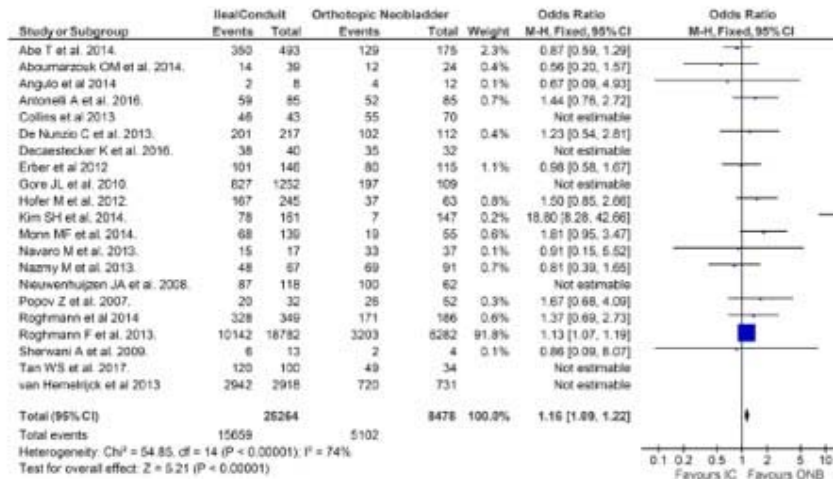 IlealConduit Orthotopic Neobladder Odds Ratio Odds Ratio
Study or Subgroup Events Total Events Total Weight M-H, Fixed, 95% CI M-H, Fixed, 95% CI
Abe T et al. 2014. 350 493 129 175 2.3% 0.87 [0.59, 1.29]
Aboumarzouk OM et al. 2014. 14 39 12 24 0.4% 0.56 [0.20, 1.57]
Angulo et al 2014 2 8 4 12 0.1% 0.67 [0.09, 4.93]
Antonelli A et al. 2016. 59 85 52 85 0.7% 1.44 [0.76, 2.72]
Collins et al 2013 46 43 55 70 Not estimable
De Nunzio C et al. 2013. 201 217 102 112 0.4% 1.23 [0.54, 2.81]
Decaestecker K et al. 2016. 38 40 35 32 Not estimable
Erber et al 2012 101 146 80 115 1.1% 0.98 [0.58, 1.67]
Gore JL et al. 2010. 627 1252 197 109 Not estimable
Hofer M et al. 2012. 167 245 37 63 0.8% 1.50 [0.85, 2.66]
Kim SH et al. 2014. 78 161 7 147 0.2% 18.80 [8.28, 42.66]
Monn MF et al. 2014. 68 139 19 55 0.6% 1.81 [0.95, 3.47]
Navaro M et al. 2013. 15 17 33 37 0.1% 0.91 [0.15, 5.52]
Nazmy M et al. 2013. 48 67 69 91 0.7% 0.81 [0.39, 1.65]
Nieuwenhuijzen JA et al. 2008. 87 118 100 62 Not estimable
Popov Z et al. 2007. 20 32 26 52 0.3% 1.67 [0.68, 4.09]
Roghmann et al 2014 328 349 171 186 0.3% 1.37 [0.69, 2.73]
Roghmann F et al. 2013. 10142 18782 3203 6282 91.8% 1.13 [1.07, 1.19]
Sherwani A et al. 2009. 6 13 2 4 0.1% 0.86 [0.09, 8.07]
Tan WS et al. 2017. 120 100 49 34 Not estimable
van Hemelrijck et al 2013 2942 2918 720 731 Not estimable
Total (95% CI) 25264 8478 100.0% 1.16 [1.09, 1.22]
Total events 15659 5102
Heterogeneity: Chi² = 54.85, df = 14 (P < 0.00001); I² = 74%
Test for overall effect: Z = 5.21 (P < 0.00001)
0.1 0.2 0.5 1 2 5 10
Favours IC Favours ONB